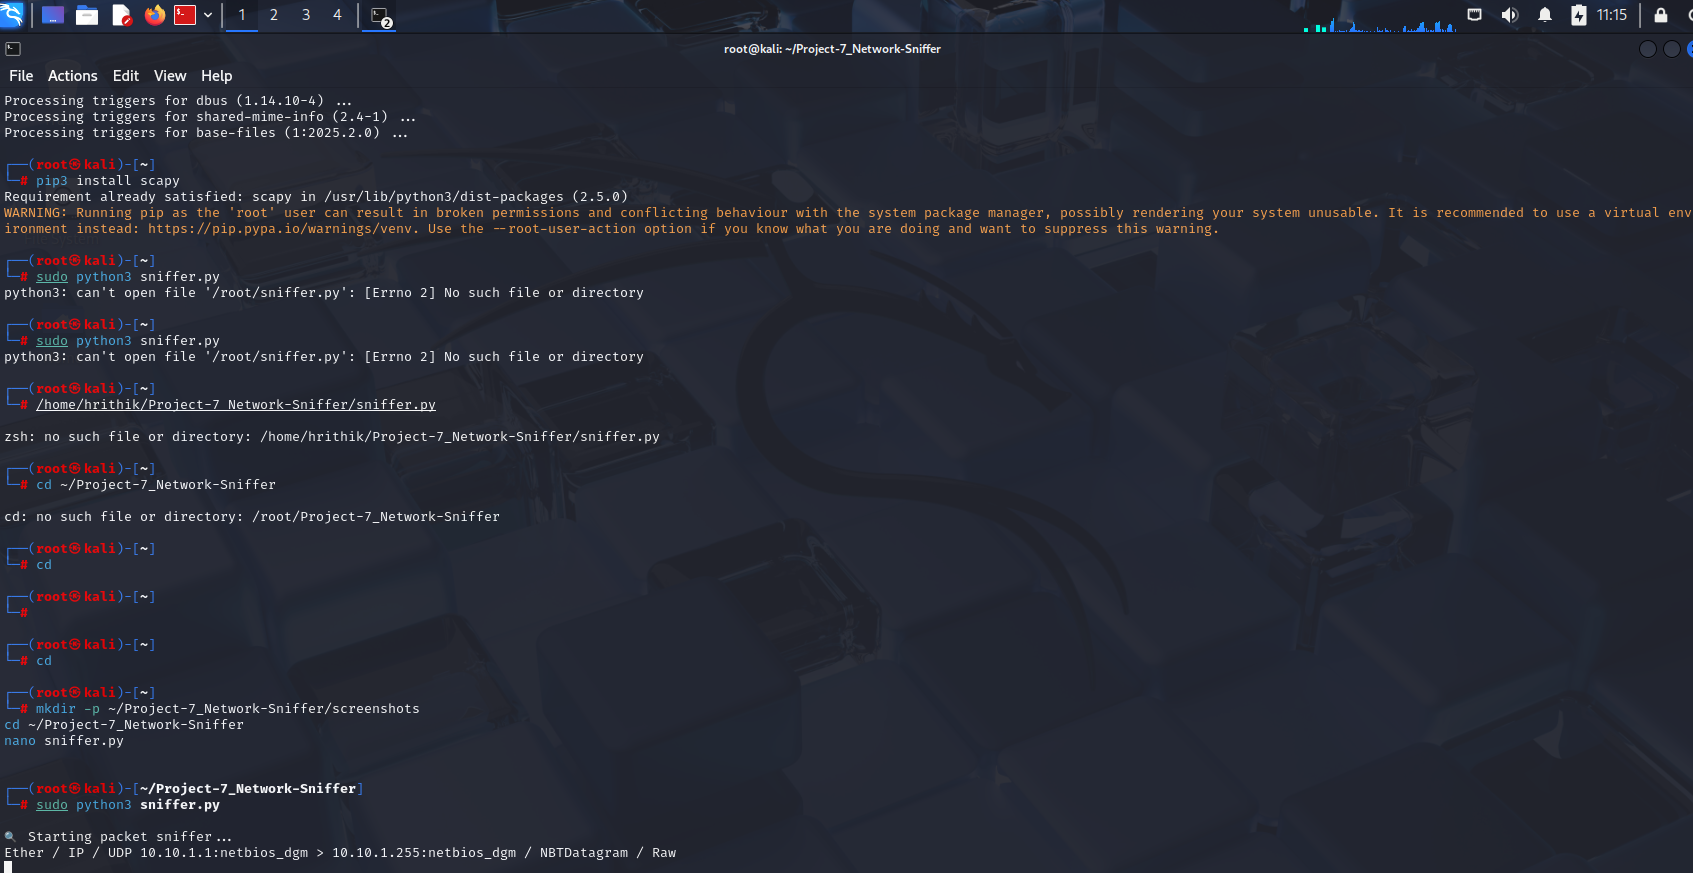 1 2 3 4 2 11:15
root@kali: ~/Project-7_Network-Sniffer
File Actions Edit View Help
Processing triggers for dbus (1.14.10-4) ...
Processing triggers for shared-mime-info (2.4-1) ...
Processing triggers for base-files (1:2025.2.0) ...
┌──(root㉿kali)-[~]
└─# pip3 install scapy
Requirement already satisfied: scapy in /usr/lib/python3/dist-packages (2.5.0)
WARNING: Running pip as the 'root' user can result in broken permissions and conflicting behaviour with the system package manager, possibly rendering your system unusable. It is recommended to use a virtual env
ironment instead: https://pip.pypa.io/warnings/venv. Use the --root-user-action option if you know what you are doing and want to suppress this warning.
┌──(root㉿kali)-[~]
└─# sudo python3 sniffer.py
python3: can't open file '/root/sniffer.py': [Errno 2] No such file or directory
┌──(root㉿kali)-[~]
└─# sudo python3 sniffer.py
python3: can't open file '/root/sniffer.py': [Errno 2] No such file or directory
┌──(root㉿kali)-[~]
└─# /home/hrithik/Project-7_Network-Sniffer/sniffer.py
zsh: no such file or directory: /home/hrithik/Project-7_Network-Sniffer/sniffer.py
┌──(root㉿kali)-[~]
└─# cd ~/Project-7_Network-Sniffer
cd: no such file or directory: /root/Project-7_Network-Sniffer
┌──(root㉿kali)-[~]
└─# cd
┌──(root㉿kali)-[~]
└─#
┌──(root㉿kali)-[~]
└─# cd
┌──(root㉿kali)-[~]
└─# mkdir -p ~/Project-7_Network-Sniffer/screenshots
cd ~/Project-7_Network-Sniffer
nano sniffer.py
┌──(root㉿kali)-[~/Project-7_Network-Sniffer]
└─# sudo python3 sniffer.py
🔍 Starting packet sniffer...
Ether / IP / UDP 10.10.1.1:netbios_dgm > 10.10.1.255:netbios_dgm / NBTDatagram / Raw